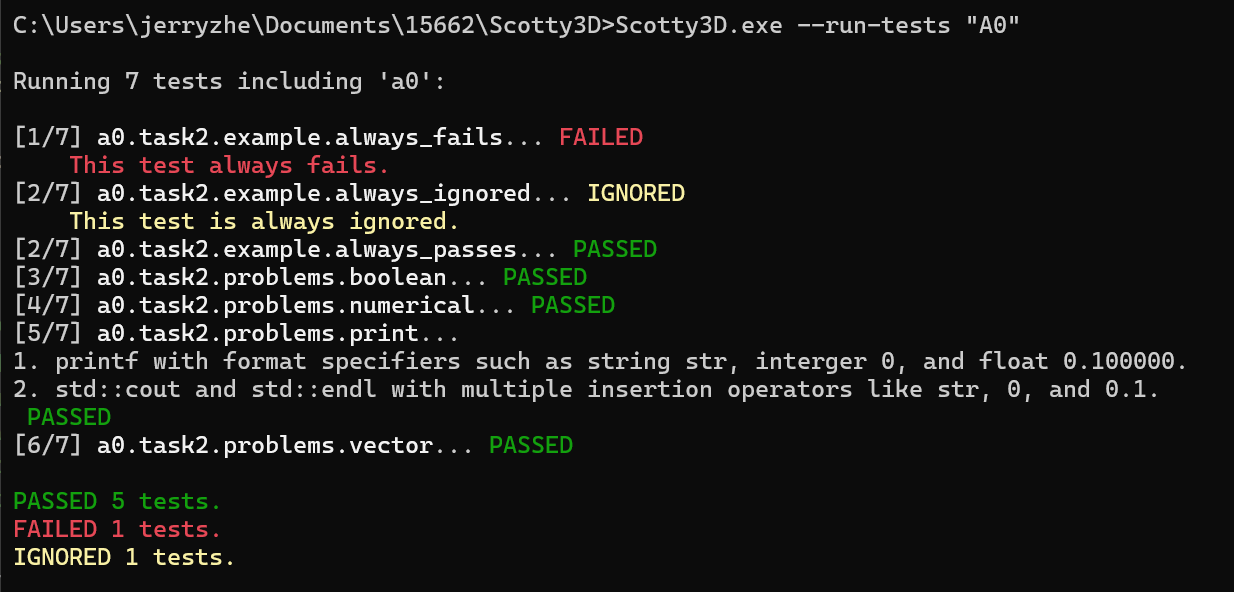 C:\Users\jerryzhe\Documents\15662\Scotty3D>Scotty3D.exe --run-tests "A0"
Running 7 tests including 'a0':
[1/7] a0.task2.example.always_fails... FAILED
This test always fails.
[2/7] a0.task2.example.always_ignored... IGNORED
This test is always ignored.
[2/7] a0.task2.example.always_passes... PASSED
[3/7] a0.task2.problems.boolean... PASSED
[4/7] a0.task2.problems.numerical... PASSED
[5/7] a0.task2.problems.print...
1. printf with format specifiers such as string str, interger 0, and float 0.100000.
2. std::cout and std::endl with multiple insertion operators like str, 0, and 0.1.
PASSED
[6/7] a0.task2.problems.vector... PASSED
PASSED 5 tests.
FAILED 1 tests.
IGNORED 1 tests.